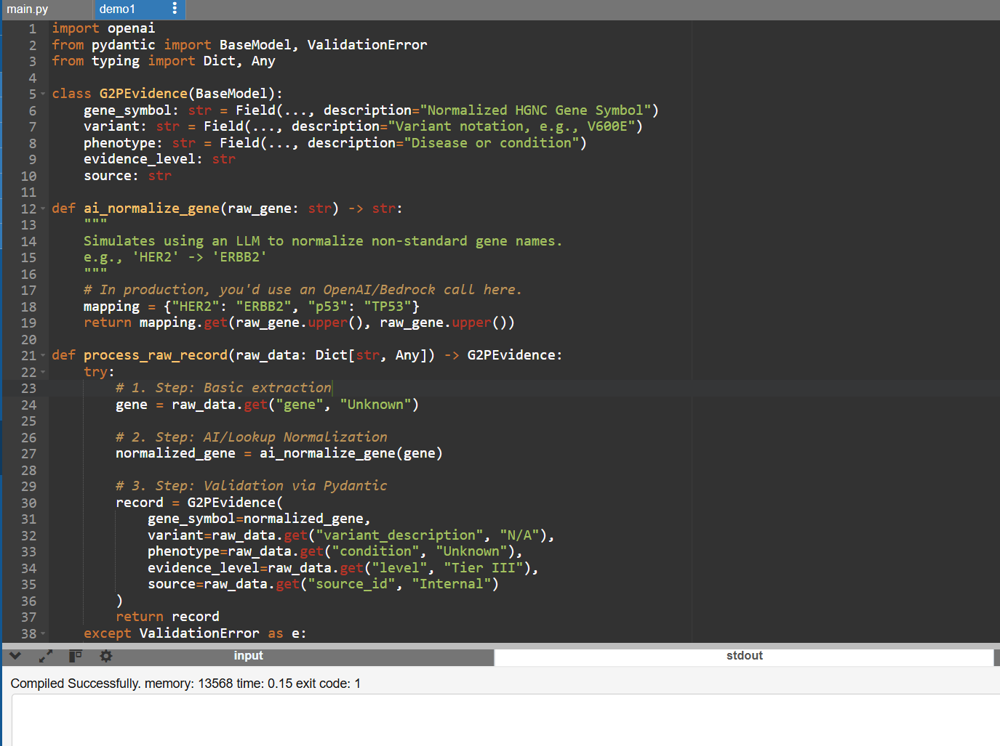 main.py
demo1
1 import openai
2 from pydantic import BaseModel, ValidationError
3 from typing import Dict, Any
4
5 class G2PEvidence(BaseModel):
6     gene_symbol: str = Field(..., description="Normalized HGNC Gene Symbol")
7     variant: str = Field(..., description="Variant notation, e.g., V600E")
8     phenotype: str = Field(..., description="Disease or condition")
9     evidence_level: str
10     source: str
11
12 def ai_normalize_gene(raw_gene: str) -> str:
13     """
14     Simulates using an LLM to normalize non-standard gene names.
15     e.g., 'HER2' -> 'ERBB2'
16     """
17     # In production, you'd use an OpenAI/Bedrock call here.
18     mapping = {"HER2": "ERBB2", "p53": "TP53"}
19     return mapping.get(raw_gene.upper(), raw_gene.upper())
20
21 def process_raw_record(raw_data: Dict[str, Any]) -> G2PEvidence:
22     try:
23         # 1. Step: Basic extraction
24         gene = raw_data.get("gene", "Unknown")
25
26         # 2. Step: AI/Lookup Normalization
27         normalized_gene = ai_normalize_gene(gene)
28
29         # 3. Step: Validation via Pydantic
30         record = G2PEvidence(
31             gene_symbol=normalized_gene,
32             variant=raw_data.get("variant_description", "N/A"),
33             phenotype=raw_data.get("condition", "Unknown"),
34             evidence_level=raw_data.get("level", "Tier III"),
35             source=raw_data.get("source_id", "Internal")
36         )
37         return record
38     except ValidationError as e:
input
stdout
Compiled Successfully. memory: 13568 time: 0.15 exit code: 1